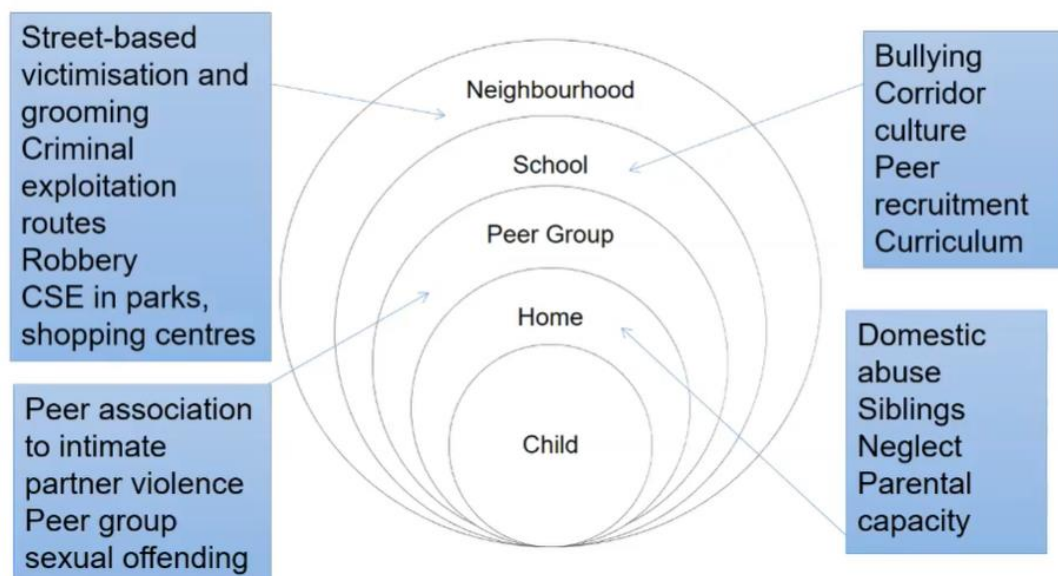 Street-based
victimisation and
grooming
Criminal
exploitation
routes
Robbery
CSE in parks,
shopping centres
Peer association
to intimate
partner violence
Peer group
sexual offending
Neighbourhood
School
Peer Group
Home
Child
Bullying
Corridor
culture
Peer
recruitment
Curriculum
Domestic
abuse
Siblings
Neglect
Parental
capacity